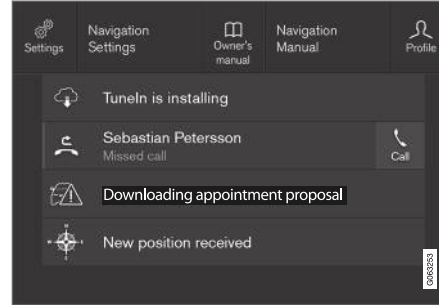 Settings
Navigation
Settings
Owner's
manual
Navigation
Manual
Profile
TuneIn is installing
Sebastian Petersson
Missed call
Call
Downloading appointment proposal
New position received
G063253